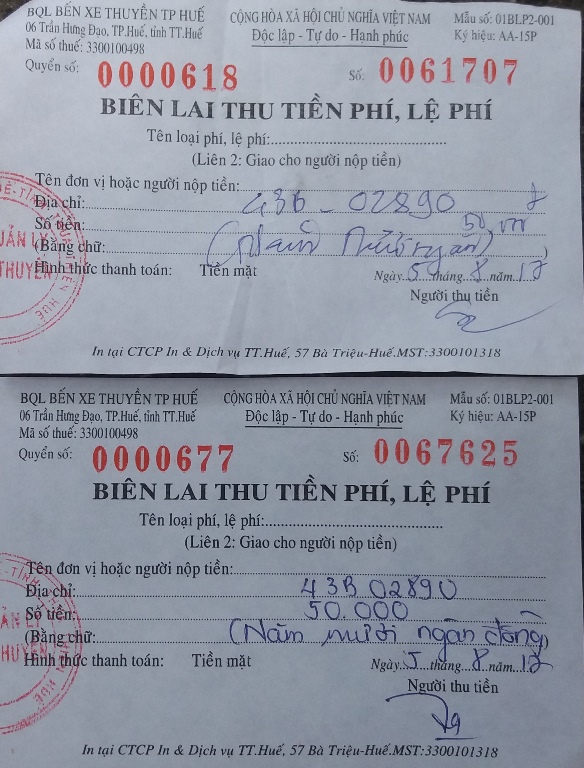 BQL BẾN XE THUYỀN TP HUẾ
06 Trần Hưng Đạo, TP.Huế, tỉnh TT.Huế
Mã số thuế: 3300100498
CỘNG HÒA XÃ HỘI CHỦ NGHĨA VIỆT NAM
Độc lập - Tự do - Hạnh phúc
Mẫu số: 01BLP2-001
Ký hiệu: AA-15P
Quyển số: 0000618
Số: 0061707
BIÊN LAI THU TIỀN PHÍ, LỆ PHÍ
Tên loại phí, lệ phí:
(Liên 2: Giao cho người nộp tiền)
Tên đơn vị hoặc người nộp tiền:
Địa chỉ: 43b - 02890
Số tiền:
(Bằng chữ: )
Hình thức thanh toán: Tiền mặt
Ngày 5 tháng 8 năm 17
Người thu tiền
In tại CTCP In & Dịch vụ TT.Huế, 57 Bà Triệu-Huế.MST:3300101318
BQL BẾN XE THUYỀN TP HUẾ
06 Trần Hưng Đạo, TP.Huế, tỉnh TT.Huế
Mã số thuế: 3300100498
CỘNG HÒA XÃ HỘI CHỦ NGHĨA VIỆT NAM
Độc lập - Tự do - Hạnh phúc
Mẫu số: 01BLP2-001
Ký hiệu: AA-15P
Quyển số: 0000677
Số: 0067625
BIÊN LAI THU TIỀN PHÍ, LỆ PHÍ
Tên loại phí, lệ phí:
(Liên 2: Giao cho người nộp tiền)
Tên đơn vị hoặc người nộp tiền:
Địa chỉ: 43B 02890
Số tiền: 50.000
(Bằng chữ: (Năm mươi ngàn đồng)
Hình thức thanh toán: Tiền mặt
Ngày 5 tháng 8 năm 17
Người thu tiền
In tại CTCP In & Dịch vụ TT.Huế, 57 Bà Triệu-Huế.MST:3300101318